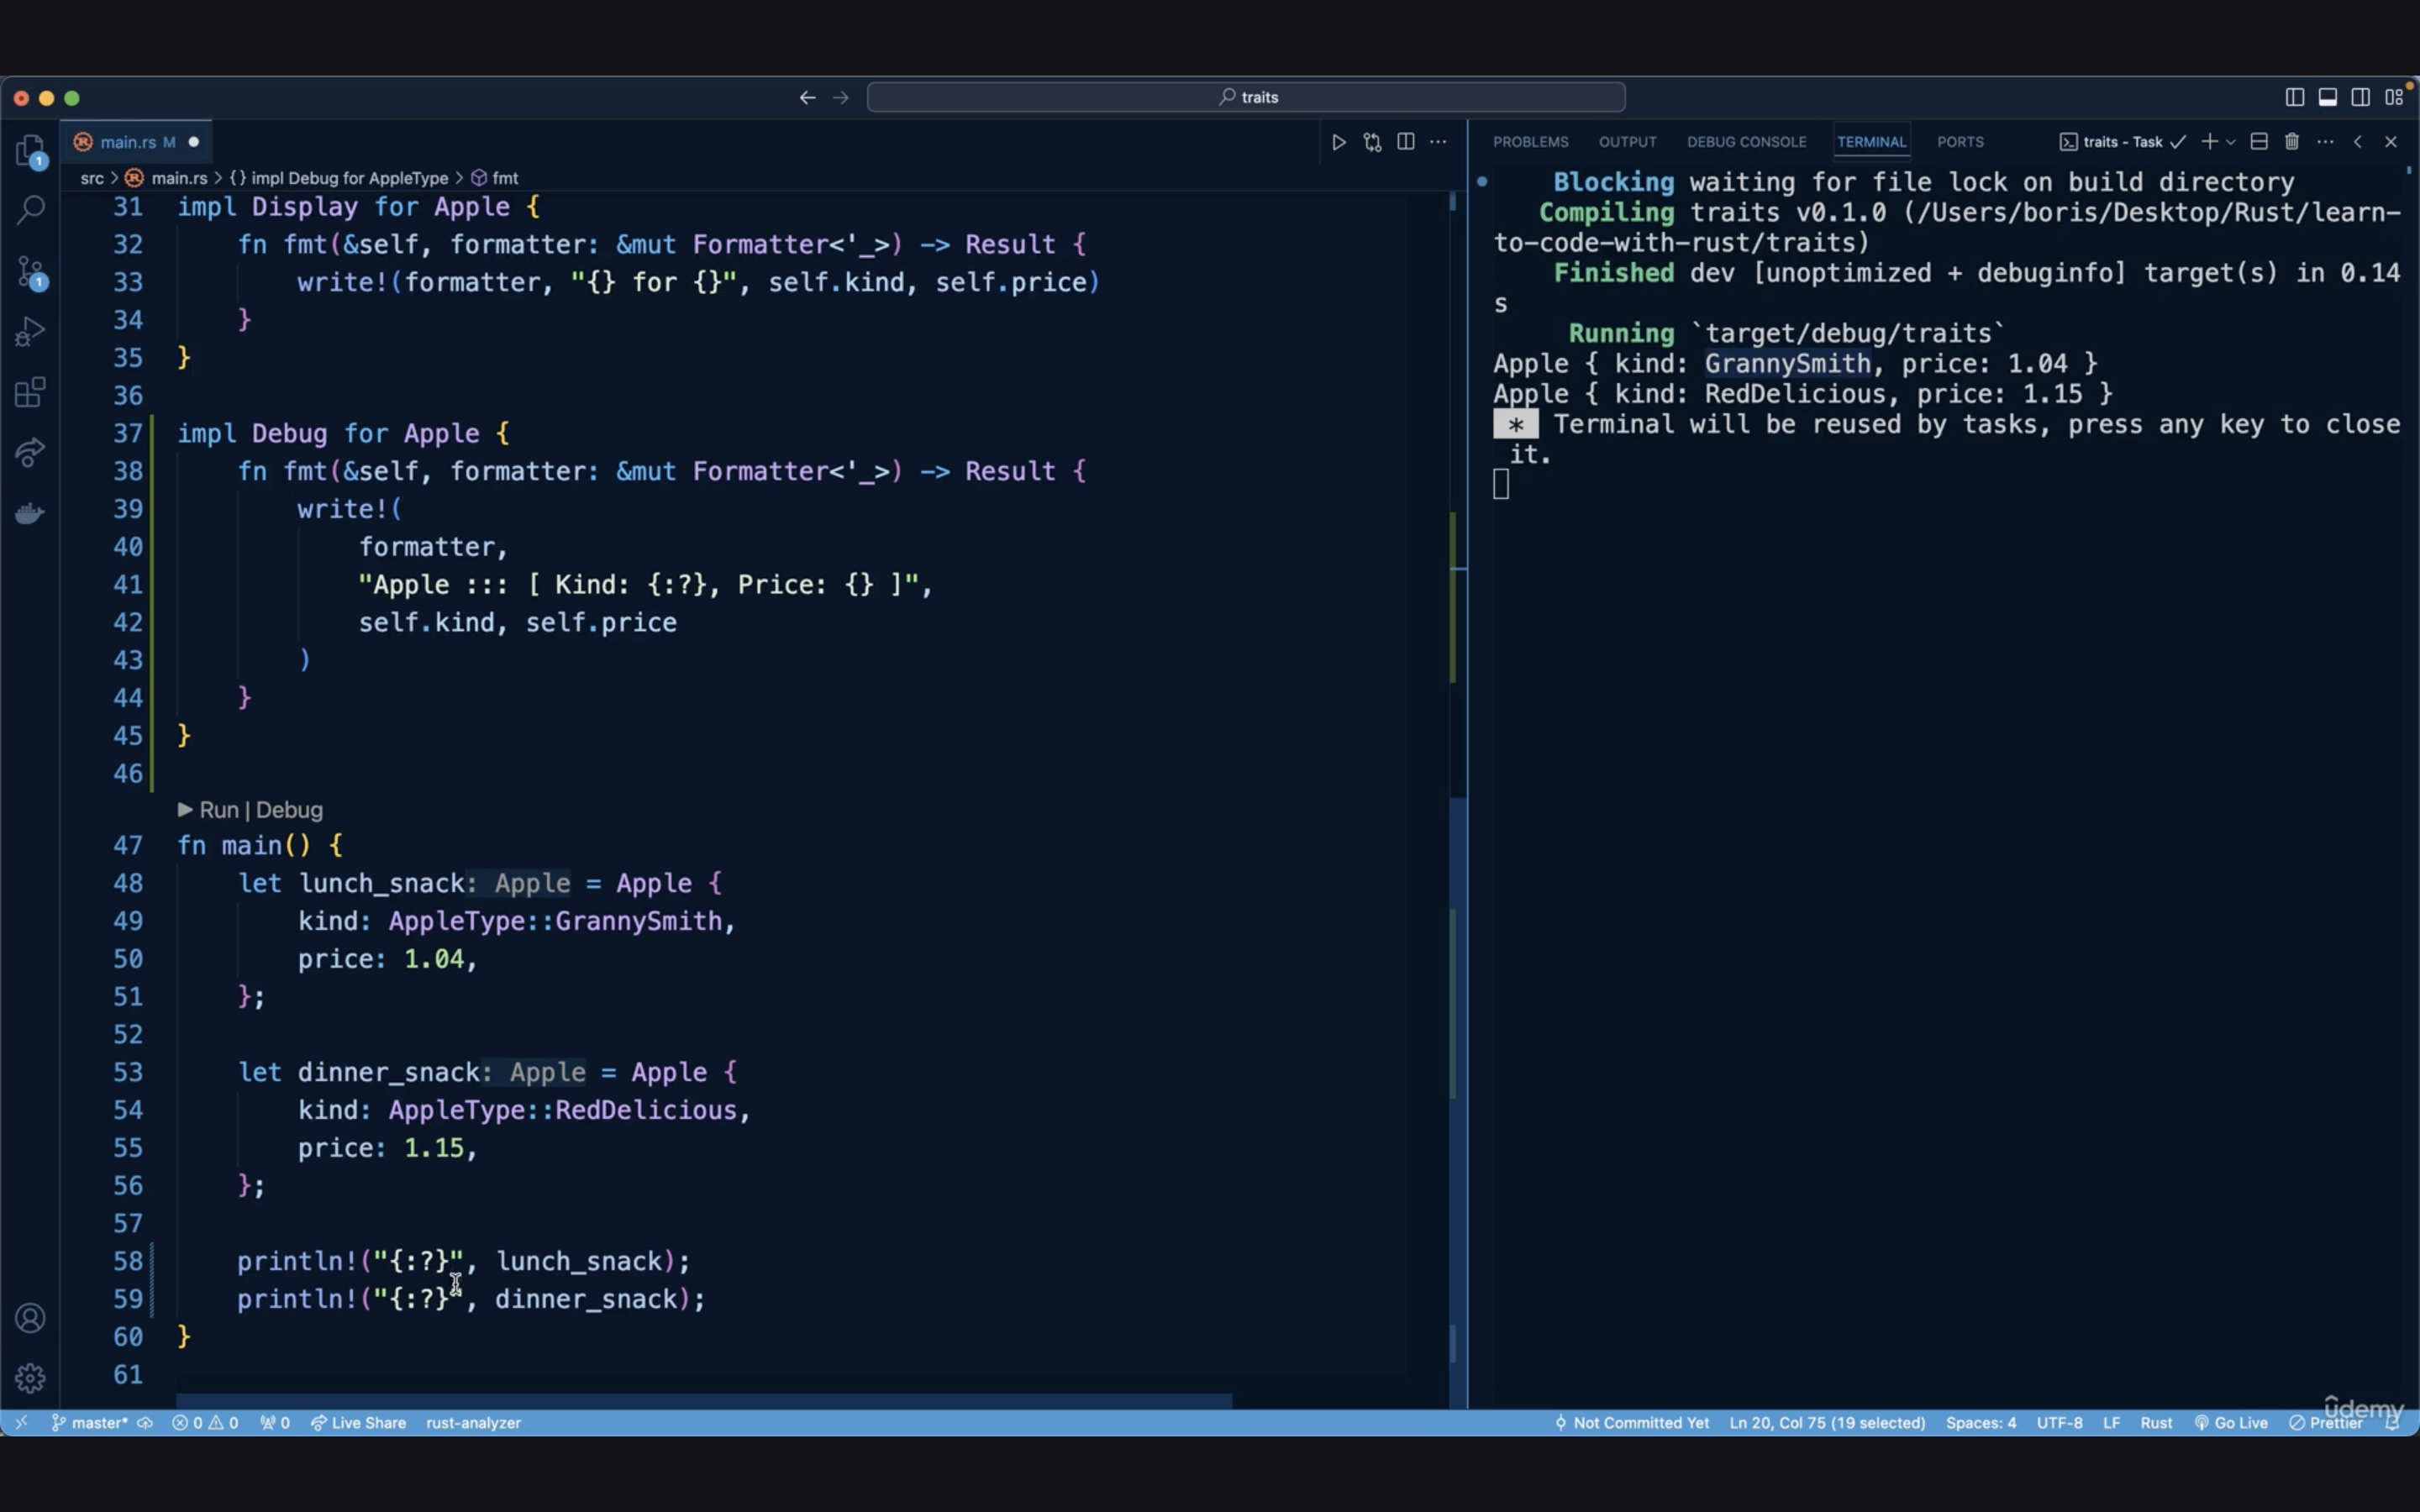 traits
main.rs M
PROBLEMS OUTPUT DEBUG CONSOLE TERMINAL PORTS traits - Task
src > main.rs > {} impl Debug for AppleType > fmt
31 impl Display for Apple {
32 fn fmt(&self, formatter: &mut Formatter<'_>) -> Result {
33 write!(formatter, "{} for {}", self.kind, self.price)
34 }
35 }
36
37 impl Debug for Apple {
38 fn fmt(&self, formatter: &mut Formatter<'_>) -> Result {
39 write!(
40 formatter,
41 "Apple ::: [ Kind: {:?}, Price: {} ]",
42 self.kind, self.price
43 )
44 }
45 }
46
Run | Debug
47 fn main() {
48 let lunch_snack: Apple = Apple {
49 kind: AppleType::GrannySmith,
50 price: 1.04,
51 };
52
53 let dinner_snack: Apple = Apple {
54 kind: AppleType::RedDelicious,
55 price: 1.15,
56 };
57
58 println!("{:?}", lunch_snack);
59 println!("{:?}", dinner_snack);
60 }
61
Blocking waiting for file lock on build directory
Compiling traits v0.1.0 (/Users/boris/Desktop/Rust/learn-
to-code-with-rust/traits)
Finished dev [unoptimized + debuginfo] target(s) in 0.14
s
Running `target/debug/traits`
Apple { kind: GrannySmith, price: 1.04 }
Apple { kind: RedDelicious, price: 1.15 }
* Terminal will be reused by tasks, press any key to close
it.
1
1
master* 0 0 0 Live Share rust-analyzer
Not Committed Yet Ln 20, Col 75 (19 selected) Spaces: 4 UTF-8 LF Rust Go Live Prettier
ûdemy